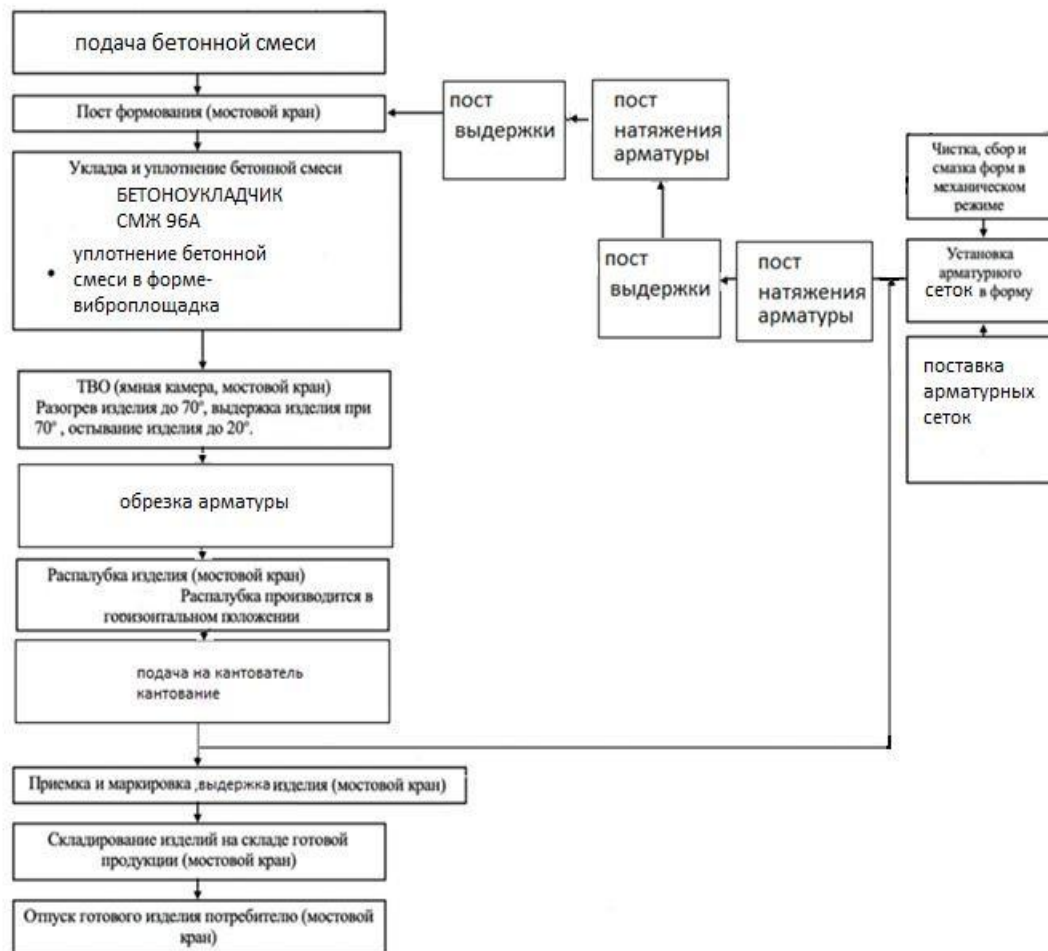 подача бетонной смеси
Пост формования (мостовой кран)
Укладка и уплотнение бетонной смеси
БЕТОНОУКЛАДЧИК
СМЖ 96А
• уплотнение бетонной
смеси в форме-
виброплощадка
ТВО (ямная камера, мостовой кран)
Разогрев изделия до 70°, выдержка изделия при
70° , остывание изделия до 20°.
обрезка арматуры
Распалубка изделия (мостовой кран)
Распалубка производится в
горизонтальном положении
подача на кантователь
кантование
Приемка и маркировка ,выдержка изделия (мостовой кран)
Складирование изделий на складе готовой
продукции (мостовой кран)
Отпуск готового изделия потребителю (мостовой
кран)
пост
выдержки
пост
натяжения
арматуры
пост
выдержки
пост
натяжения
арматуры
Чистка, сбор и
смазка форм в
механическом
режиме
Установка
арматурного
сеток в форму
поставка
арматурных
сеток